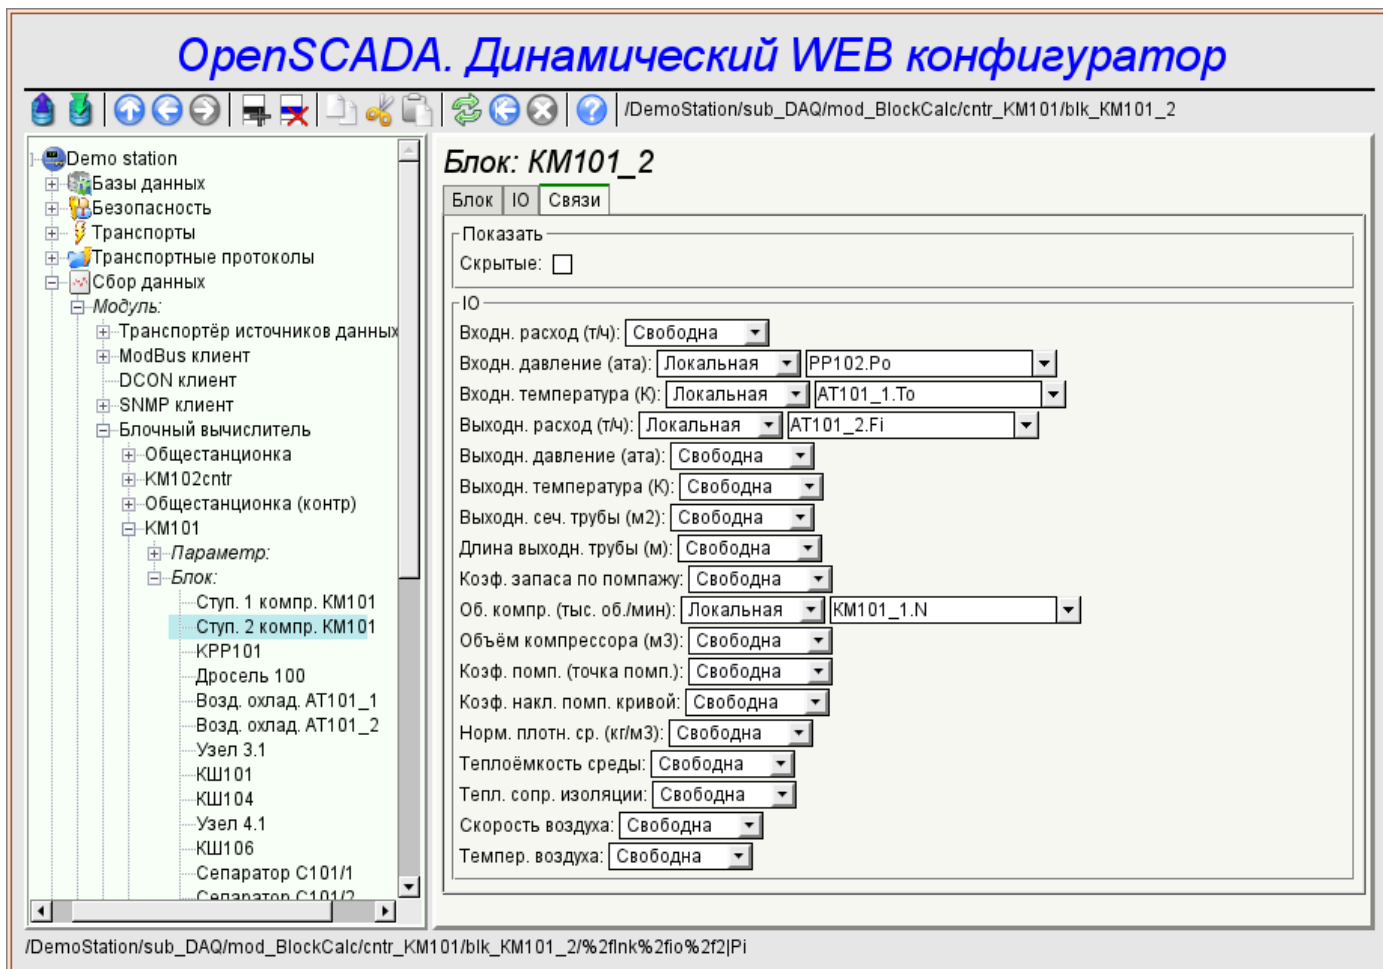 OpenSCADA. Динамический WEB конфигуратор
/DemoStation/sub_DAQ/mod_BlockCalc/cntr_KM101/blk_KM101_2
Demo station
Базы данных
Безопасность
Транспорты
Транспортные протоколы
Сбор данных
Модуль:
Транспортёр источников данных
ModBus клиент
DCON клиент
SNMP клиент
Блочный вычислитель
Общестанционка
KM102cntr
Общестанционка (контр)
KM101
Параметр:
Блок:
Ступ. 1 компр. КМ101
Ступ. 2 компр. КМ101
КРР101
Дросель 100
Возд. охлад. АТ101_1
Возд. охлад. АТ101_2
Узел 3.1
КШ101
КШ104
Узел 4.1
КШ106
Сепаратор С101/1
Сепаратор С101/2
Блок: KM101_2
Блок IO Связи
Показать
Скрытые:
IO
Входн. расход (т/ч): Свободна
Входн. давление (ата): Локальная PP102.Po
Входн. температура (К): Локальная AT101_1.To
Выходн. расход (т/ч): Локальная AT101_2.Fi
Выходн. давление (ата): Свободна
Выходн. температура (К): Свободна
Выходн. сеч. трубы (м2): Свободна
Длина выходн. трубы (м): Свободна
Коэф. запаса по помпажу: Свободна
Об. компр. (тыс. об./мин): Локальная KM101_1.N
Объём компрессора (м3): Свободна
Коэф. помп. (точка помп.): Свободна
Коэф. накл. помп. кривой: Свободна
Норм. плотн. ср. (кг/м3): Свободна
Теплоёмкость среды: Свободна
Тепл. сопр. изоляции: Свободна
Скорость воздуха: Свободна
Темпер. воздуха: Свободна
/DemoStation/sub_DAQ/mod_BlockCalc/cntr_KM101/blk_KM101_2/%2flnk%2fio%2f2|Pi